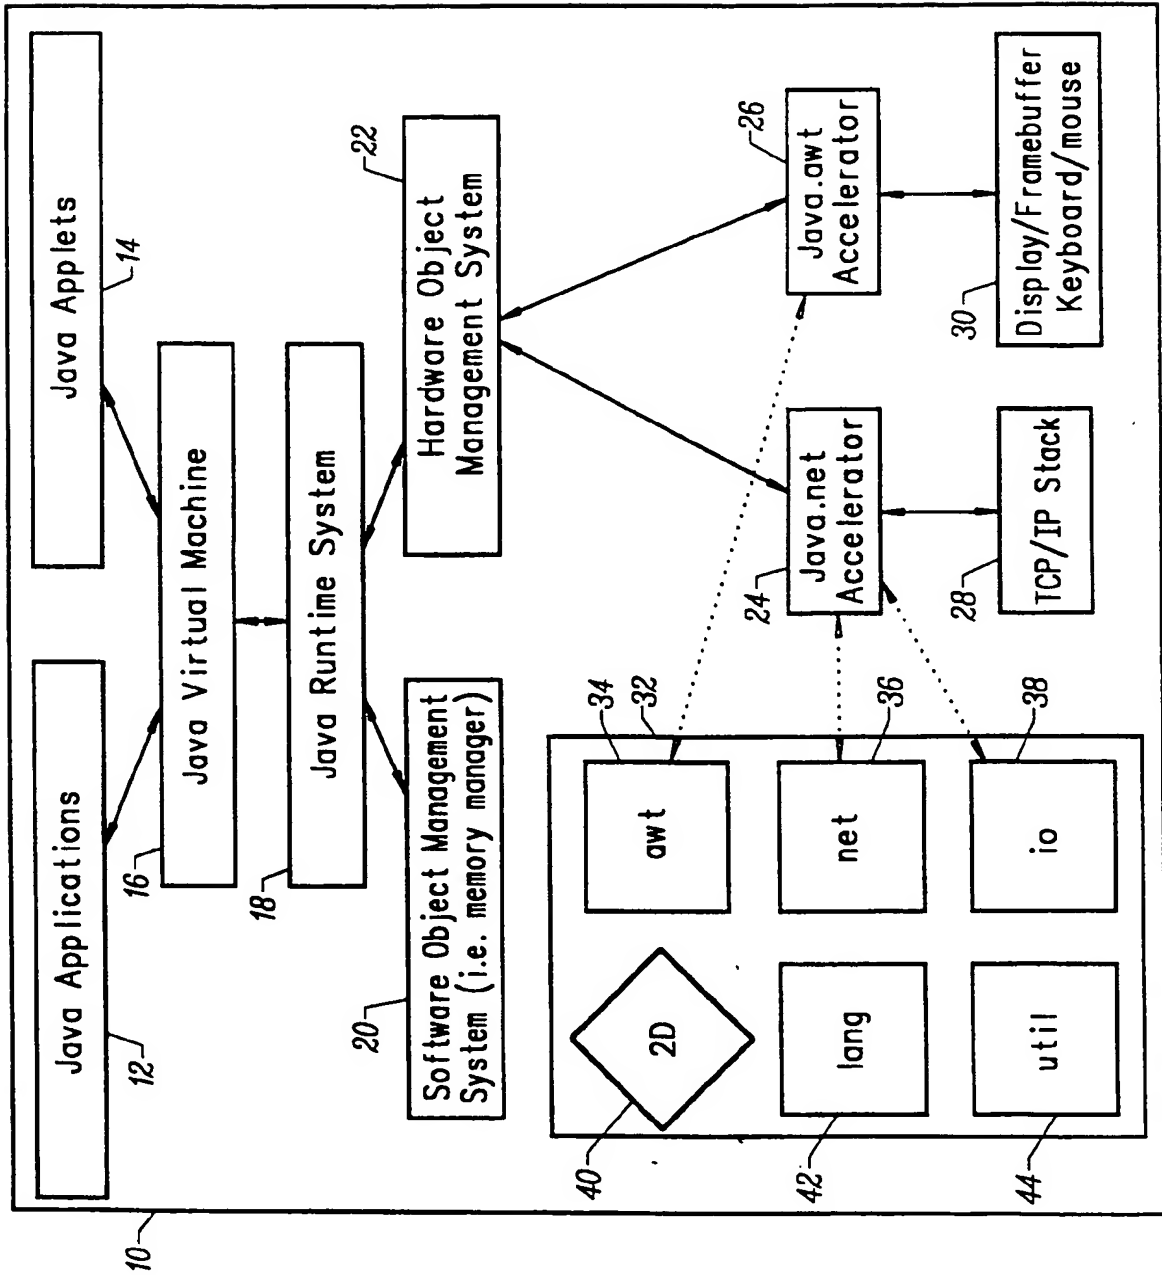 10
Java Applications
12
Java Applets
14
16
Java Virtual Machine
18
Java Runtime System
20
Software Object Management
System (i.e. memory manager)
22
Hardware Object
Management System
24
Java.net
Accelerator
26
Java.awt
Accelerator
28
TCP/IP Stack
30
Display/Framebuffer
Keyboard/mouse
32
34
awt
36
net
38
io
40
2D
42
lang
44
util